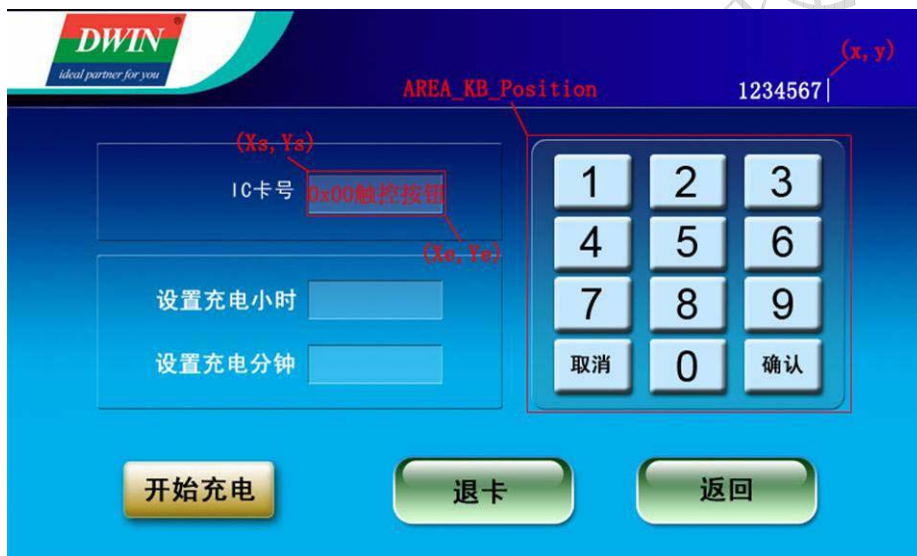 DWIN®
ideal partner for you
(x, y)
AREA_KB_Position
1234567
(Xs, Ys)
IC卡号
0x00触控按钮
(Xe, Ye)
设置充电小时
设置充电分钟
1 2 3
4 5 6
7 8 9
取消 0 确认
开始充电
退卡
返回